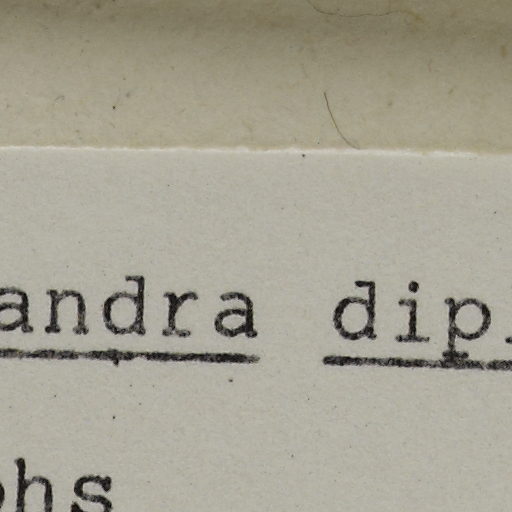 andra dip.
ohs